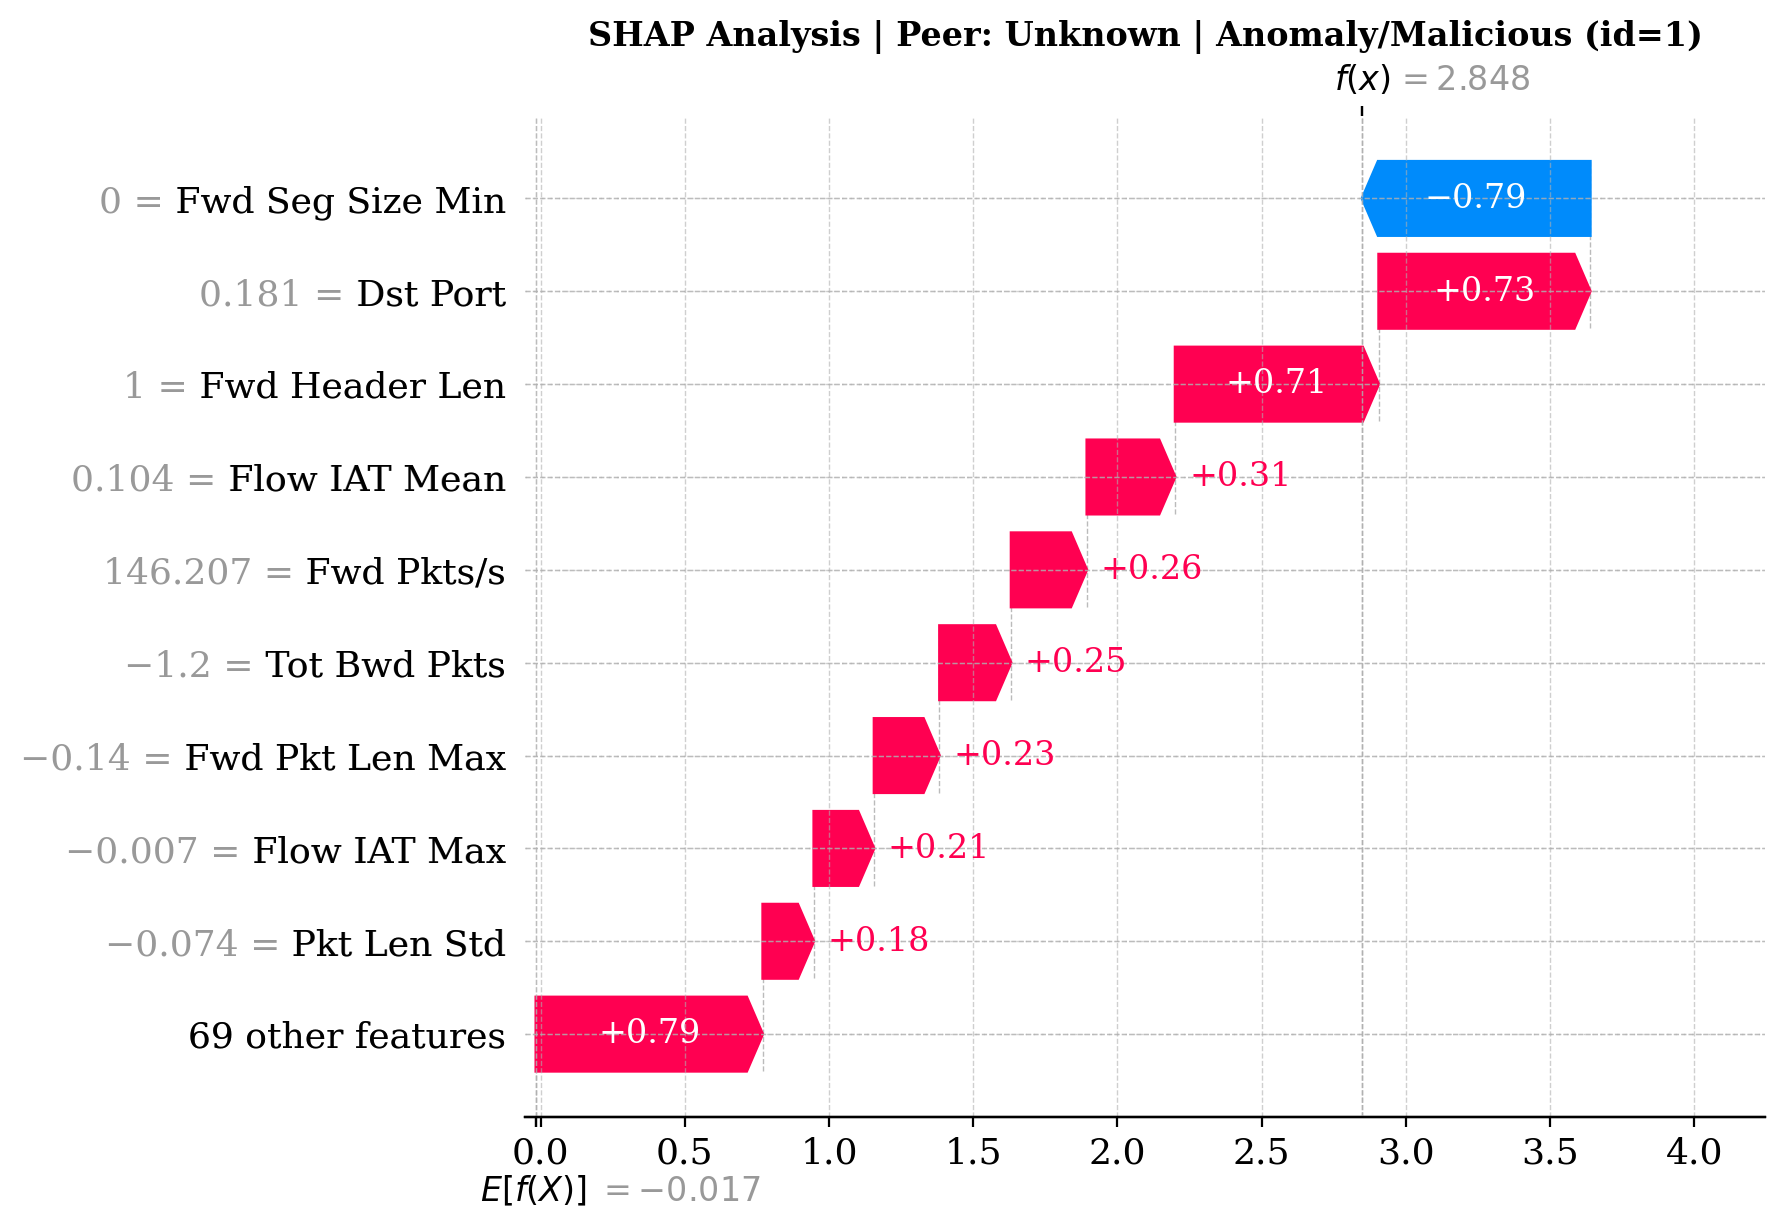 SHAP Analysis | Peer: Unknown | Anomaly/Malicious (id=1)
f(x) = 2.848
0 = Fwd Seg Size Min −0.79
0.181 = Dst Port +0.73
1 = Fwd Header Len +0.71
0.104 = Flow IAT Mean +0.31
146.207 = Fwd Pkts/s +0.26
−1.2 = Tot Bwd Pkts +0.25
−0.14 = Fwd Pkt Len Max +0.23
−0.007 = Flow IAT Max +0.21
−0.074 = Pkt Len Std +0.18
69 other features +0.79
0.0 0.5 1.0 1.5 2.0 2.5 3.0 3.5 4.0
E[f(X)] = −0.017